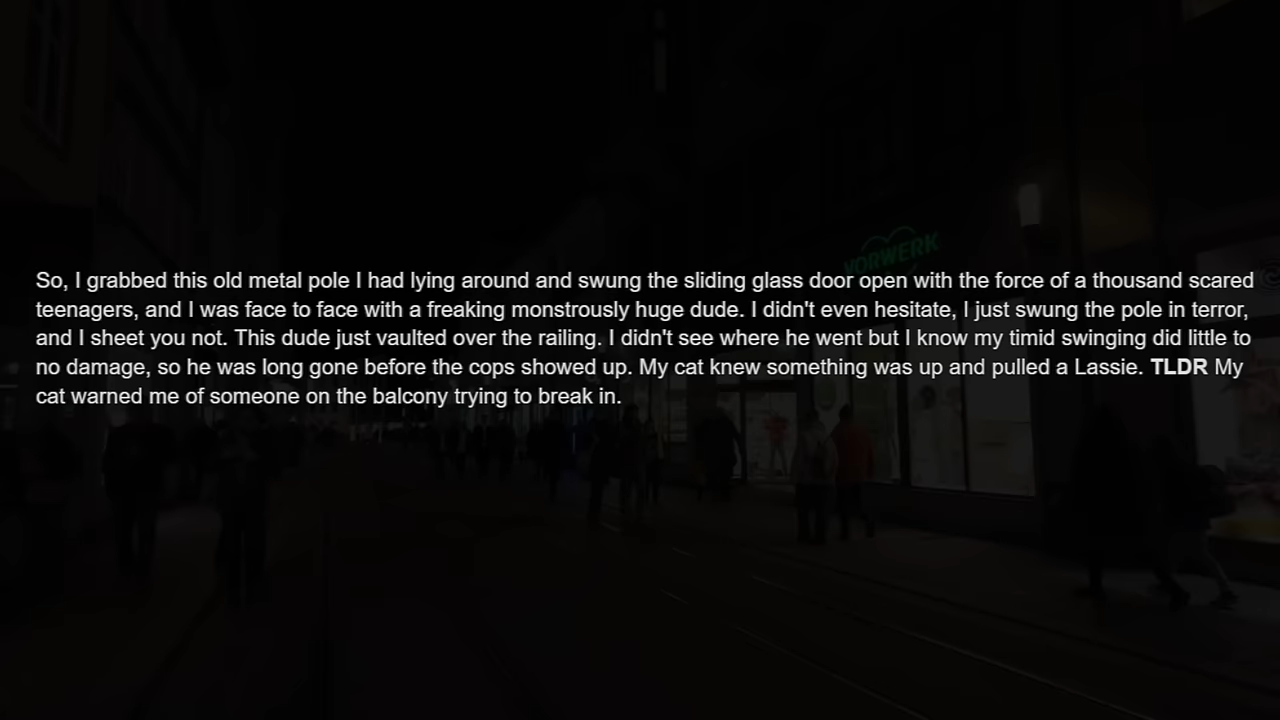 VORWERK
So, I grabbed this old metal pole I had lying around and swung the sliding glass door open with the force of a thousand scared
teenagers, and I was face to face with a freaking monstrously huge dude. I didn't even hesitate, I just swung the pole in terror,
and I sheet you not. This dude just vaulted over the railing. I didn't see where he went but I know my timid swinging did little to
no damage, so he was long gone before the cops showed up. My cat knew something was up and pulled a Lassie. TLDR My
cat warned me of someone on the balcony trying to break in.